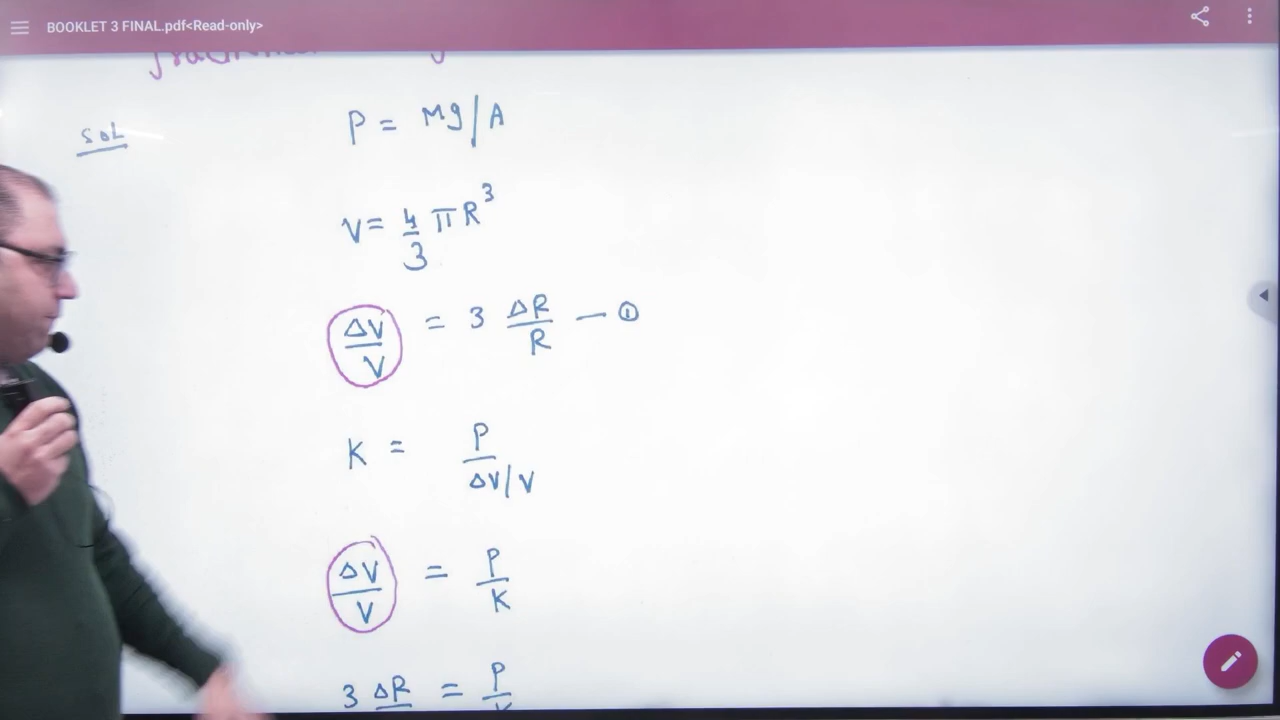 BOOKLET 3 FINAL.pdf<Read-only>
SOL
P = Mg/A
V = 4/3 πR³
ΔV/V = 3 ΔR/R — ①
K = P/(ΔV/V)
ΔV/V = P/K
3 ΔR = P